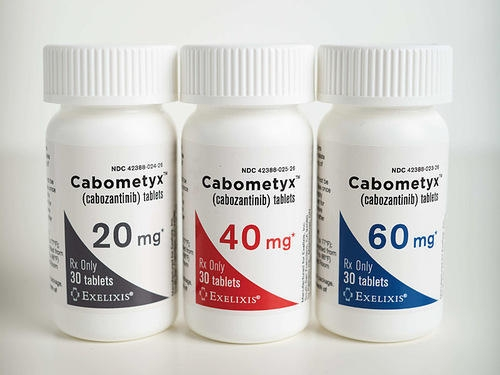 NDC 42388-024-26
Cabometyx™
(cabozantinib) tablets
20 mg*
Rx Only
30 tablets
EXELIXIS®
NDC 42388-025-26
Cabometyx™
(cabozantinib) tablets
40 mg*
Rx Only
30 tablets
EXELIXIS®
NDC 42388-023-26
Cabometyx™
(cabozantinib) tablets
60 mg*
Rx Only
30 tablets
EXELIXIS®